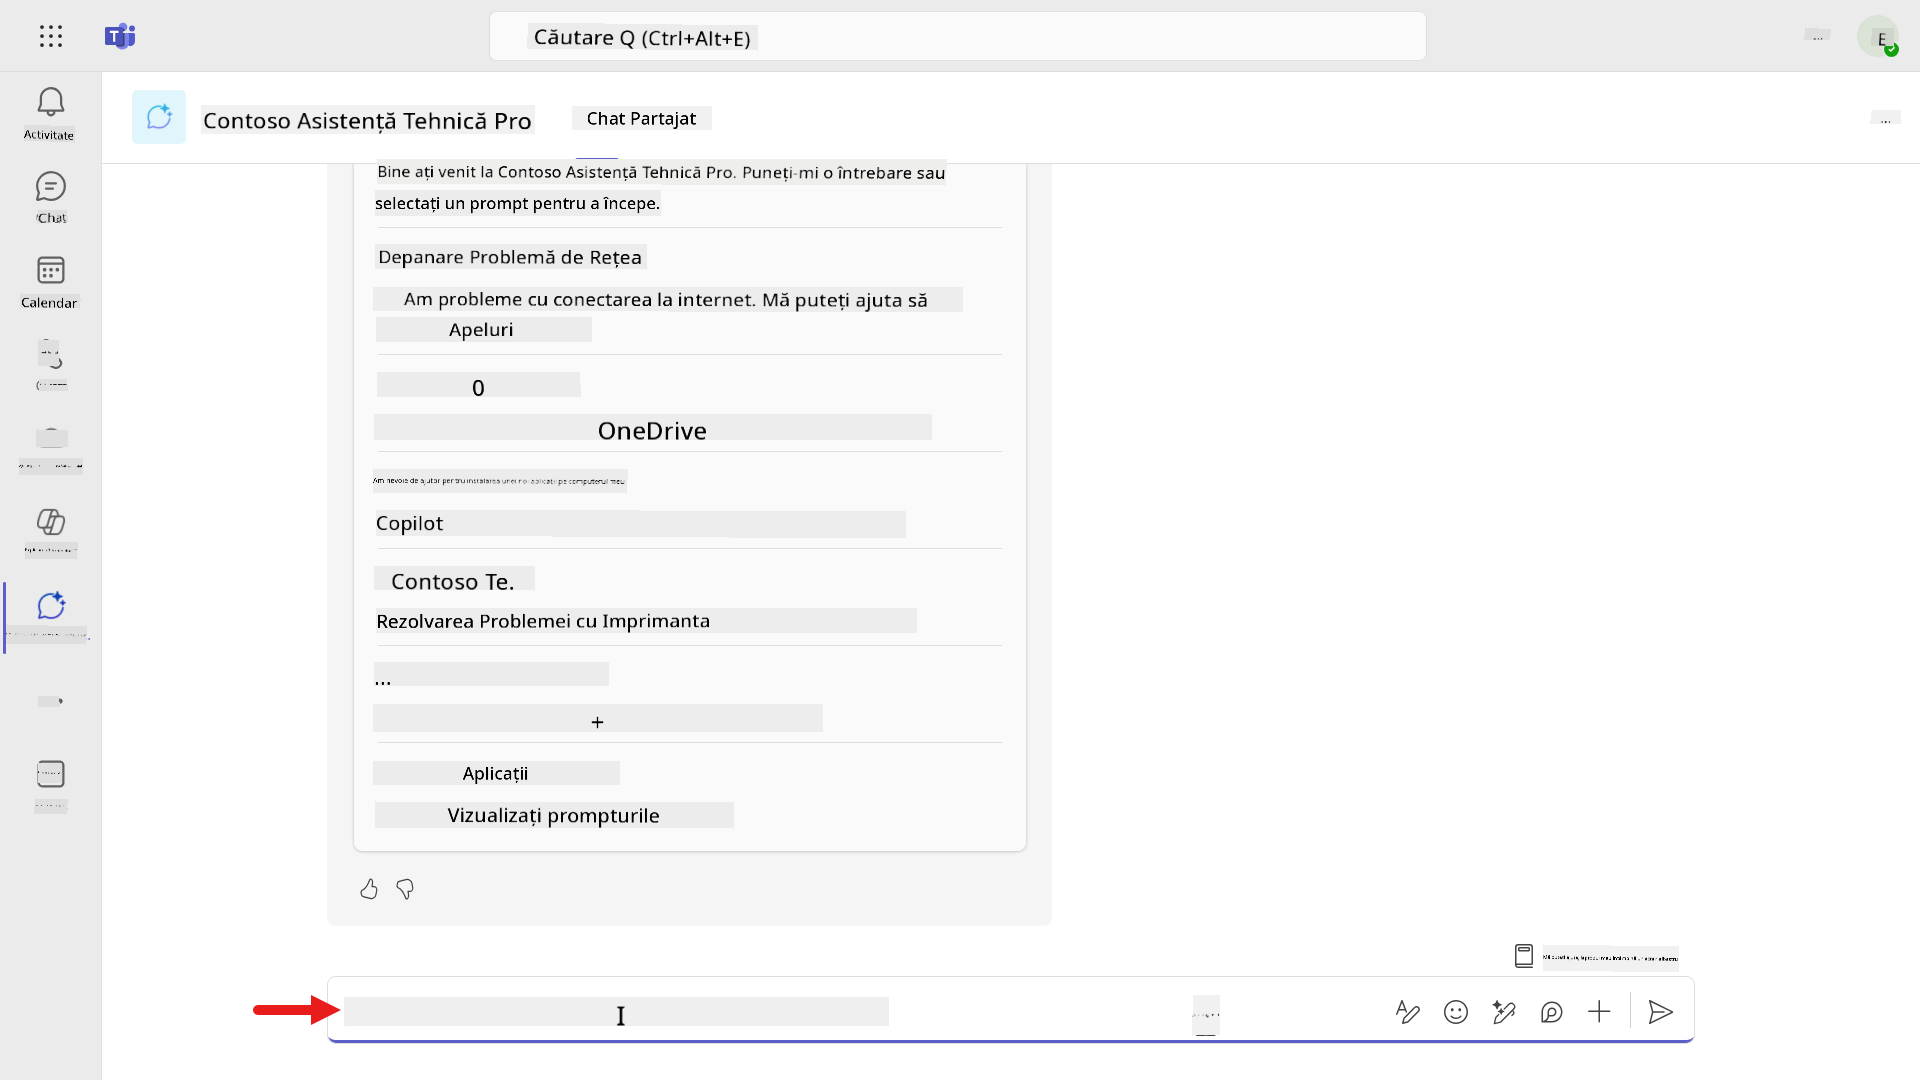 Căutare Q (Ctrl+Alt+E)
E
Contoso Asistență Tehnică Pro
Chat Partajat
Activitate
Chat
Calendar
Bine ați venit la Contoso Asistență Tehnică Pro. Puneți-mi o întrebare sau
selectați un prompt pentru a începe.
Depanare Problemă de Rețea
Am probleme cu conectarea la internet. Mă puteți ajuta să
Apeluri
0
OneDrive
Am nevoie de ajutor pentru instalarea unei noi aplicații pe computerul meu
Copilot
Contoso Te.
Rezolvarea Problemei cu Imprimanta
...
+
Aplicații
Vizualizați prompturile
I